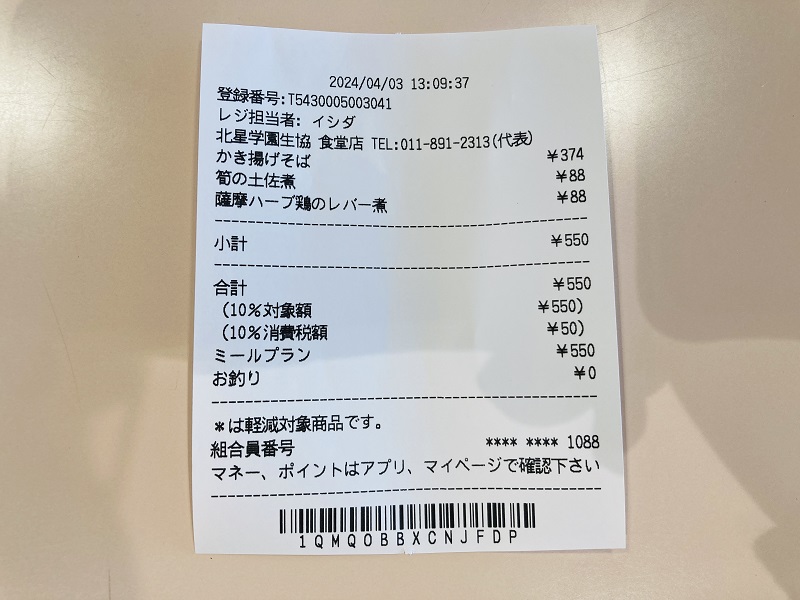 2024/04/03 13:09:37
登録番号:T5430005003041
レジ担当者: イシダ
北星学園生協 食堂店 TEL:011-891-2313(代表)
かき揚げそば ¥374
筍の土佐煮 ¥88
薩摩ハーブ鶏のレバー煮 ¥88
小計 ¥550
合計 ¥550
(10%対象額 ¥550)
(10%消費税額 ¥50)
ミールプラン ¥550
お釣り ¥0
*は軽減対象商品です。
組合員番号 **** **** 1088
マネー、ポイントはアプリ、マイページで確認下さい
1QMQOBBXCNJFDP